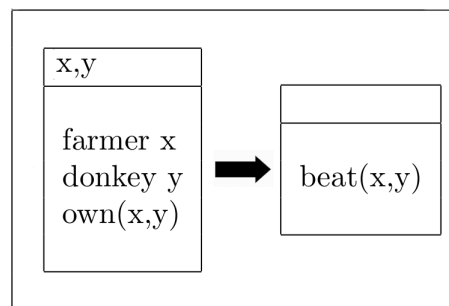 x,y
farmer x
donkey y
own(x,y)
beat(x,y)